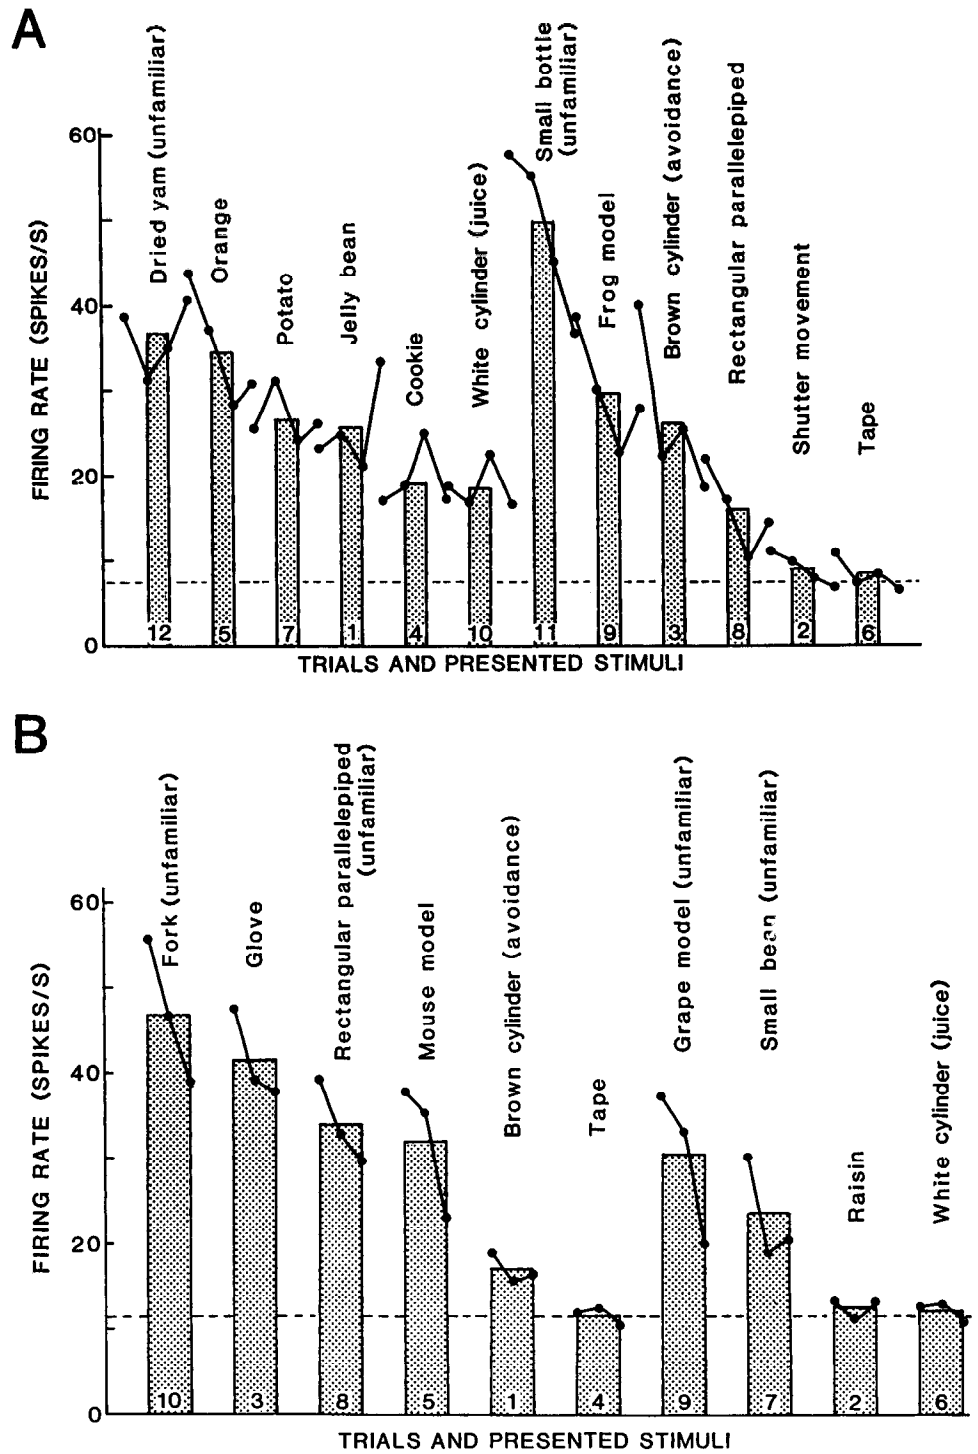 A
Dried yam (unfamiliar)
Orange
Potato
Jelly bean
Cookie
White cylinder (juice)
Small bottle
(unfamiliar)
Frog model
Brown cylinder (avoidance)
Rectangular parallelepiped
Shutter movement
Tape
FIRING RATE (SPIKES/S)
60
40
20
0
12 5 7 1 4 10 11 9 3 8 2 6
TRIALS AND PRESENTED STIMULI
B
Fork (unfamiliar)
Glove
Rectangular parallelepiped
(unfamiliar)
Mouse model
Brown cylinder (avoidance)
Tape
Grape model (unfamiliar)
Small bean (unfamiliar)
Raisin
White cylinder (juice)
FIRING RATE (SPIKES/S)
60
40
20
0
10 3 8 5 1 4 9 7 2 6
TRIALS AND PRESENTED STIMULI